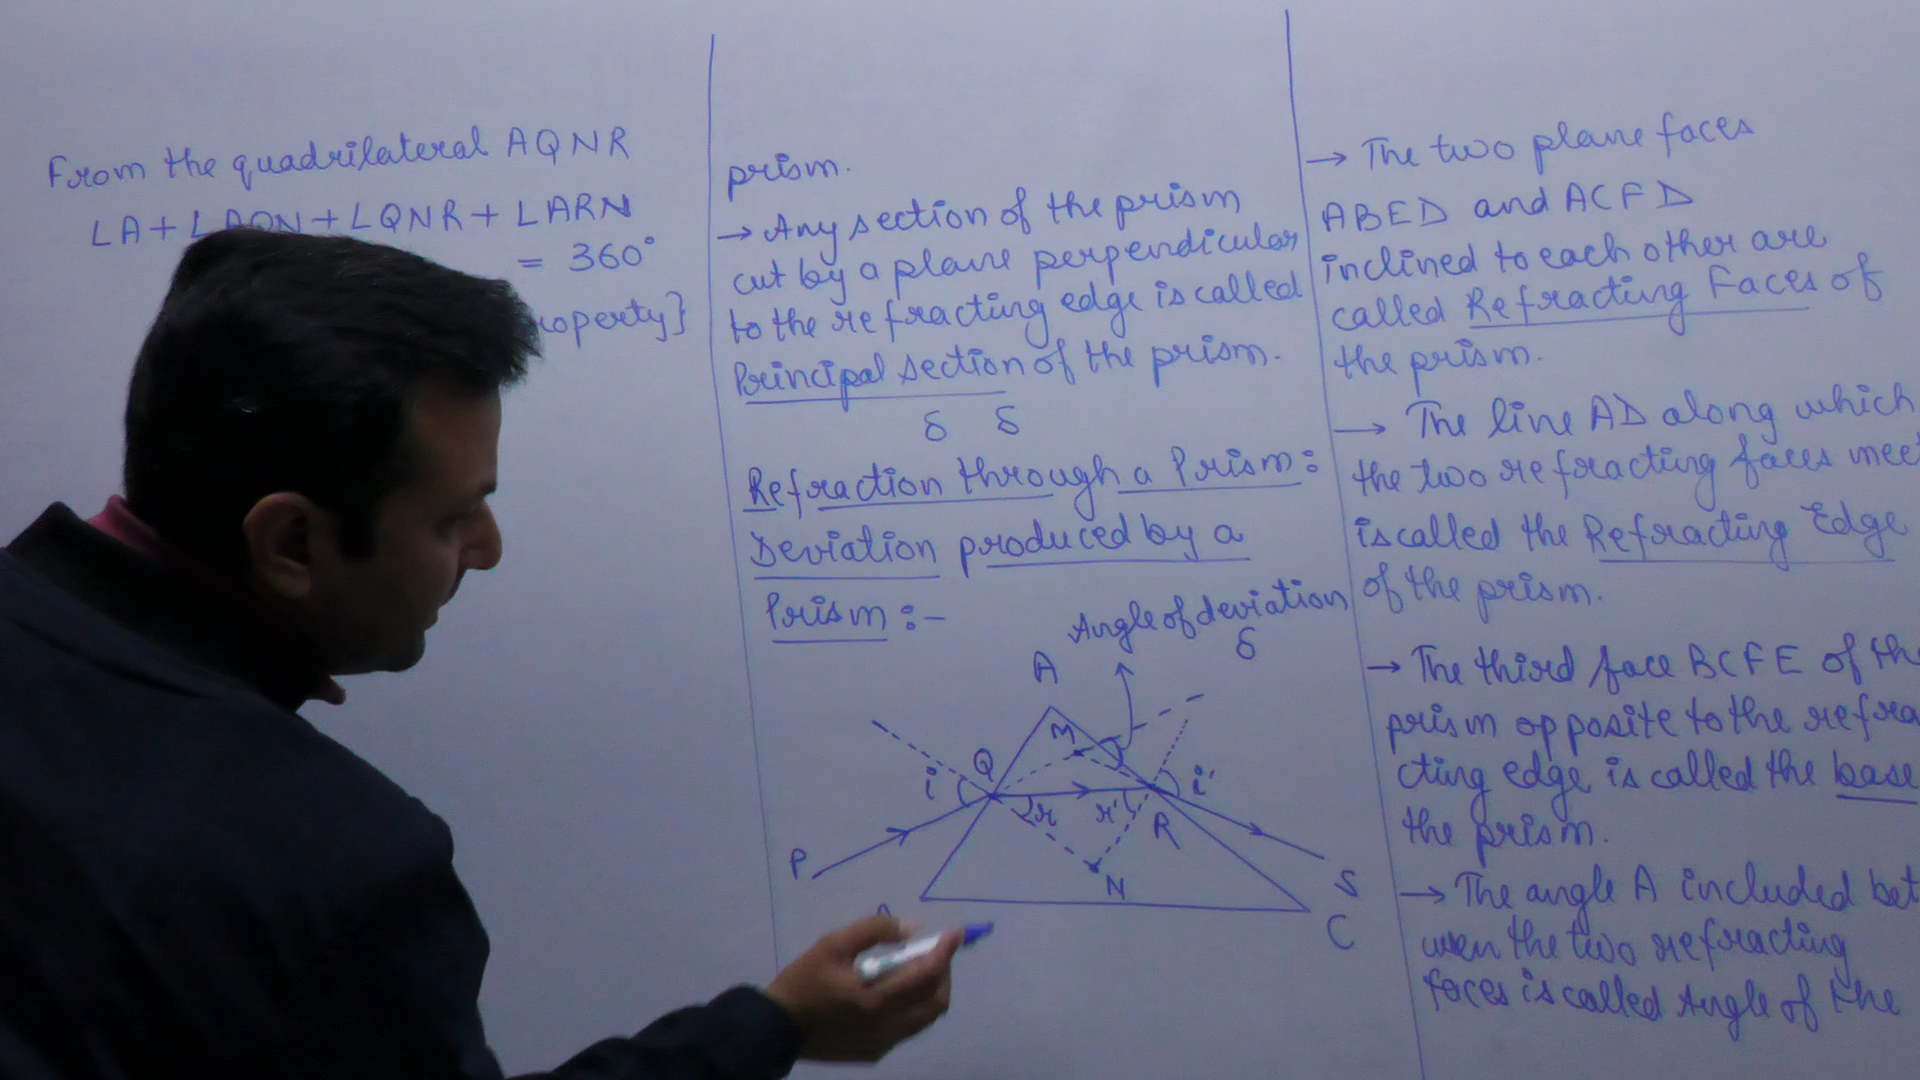 From the quadrilateral AQNR
∠A+∠AQN+∠QNR+∠ARN
= 360°
property}
prism.
→ Any section of the prism
cut by a plane perpendicular
to the refracting edge is called
Principal section of the prism.
δ δ
Refraction through a Prism:
Deviation produced by a
Prism:-
Angle of deviation
δ
A
M
Q
i
i'
r
r'
R
P
N
S
C
→ The two plane faces
ABED and ACFD
inclined to each other are
called Refracting Faces of
the prism.
→ The line AD along which
the two refracting faces meet
is called the Refracting Edge
of the prism.
→ The third face BCFE of the
prism opposite to the refra
cting edge is called the base
the prism.
→ The angle A included bet
ween the two refracting
faces is called Angle of the